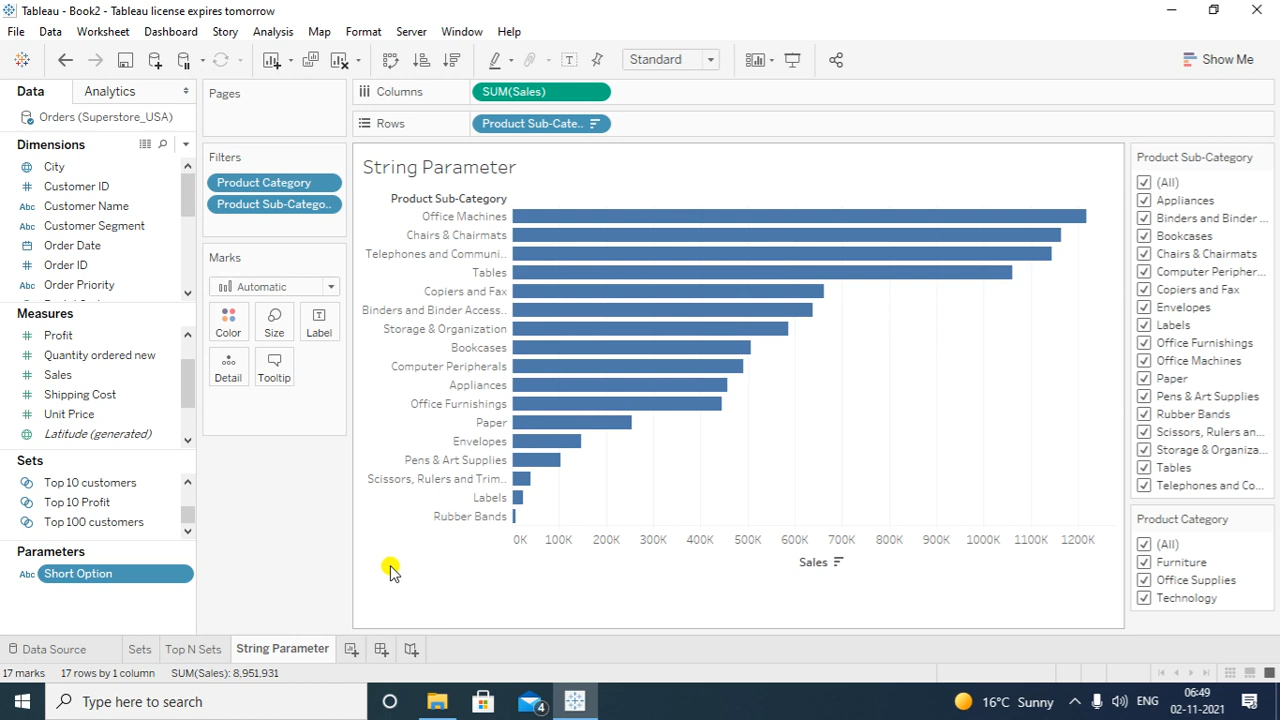 Tableau - Book2 - Tableau license expires tomorrow
File Data Worksheet Dashboard Story Analysis Map Format Server Window Help
Standard
Show Me
Data Analytics
Orders (Superstore_USA)
Dimensions
City
Customer ID
Abc Customer Name
Abc Customer Segment
Order Date
Order ID
Abc Order Priority
Measures
Profit
Quantity ordered new
Sales
Shipping Cost
Unit Price
Latitude (generated)
Sets
Top 10 customers
Top 10 Profit
Top 100 customers
Parameters
Abc Short Option
Pages
Filters
Product Category
Product Sub-Catego..
Marks
Automatic
Color Size Label
Detail Tooltip
Columns SUM(Sales)
Rows Product Sub-Cate..
String Parameter
Product Sub-Category
Office Machines
Chairs & Chairmats
Telephones and Communi..
Tables
Copiers and Fax
Binders and Binder Access..
Storage & Organization
Bookcases
Computer Peripherals
Appliances
Office Furnishings
Paper
Envelopes
Pens & Art Supplies
Scissors, Rulers and Trim..
Labels
Rubber Bands
0K 100K 200K 300K 400K 500K 600K 700K 800K 900K 1000K 1100K 1200K
Sales
Product Sub-Category
(All)
Appliances
Binders and Binder ...
Bookcases
Chairs & Chairmats
Computer Peripher...
Copiers and Fax
Envelopes
Labels
Office Furnishings
Office Machines
Paper
Pens & Art Supplies
Rubber Bands
Scissors, Rulers an...
Storage & Organiza...
Tables
Telephones and Co...
Product Category
(All)
Furniture
Office Supplies
Technology
Data Source Sets Top N Sets String Parameter
17 marks 17 rows by 1 column SUM(Sales): 8,951,931
Type here to search
4
16°C Sunny
ENG
06:49
02-11-2021